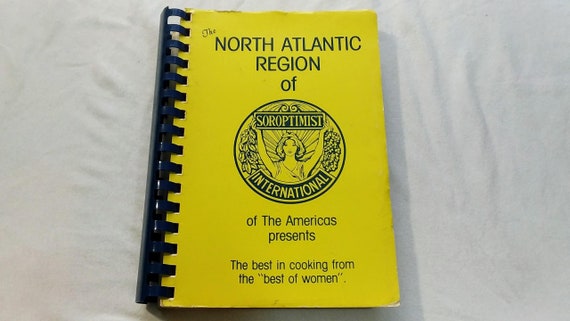 The
NORTH ATLANTIC
REGION
of
SOROPTIMIST
INTERNATIONAL
of The Americas
presents
The best in cooking from
the "best of women".